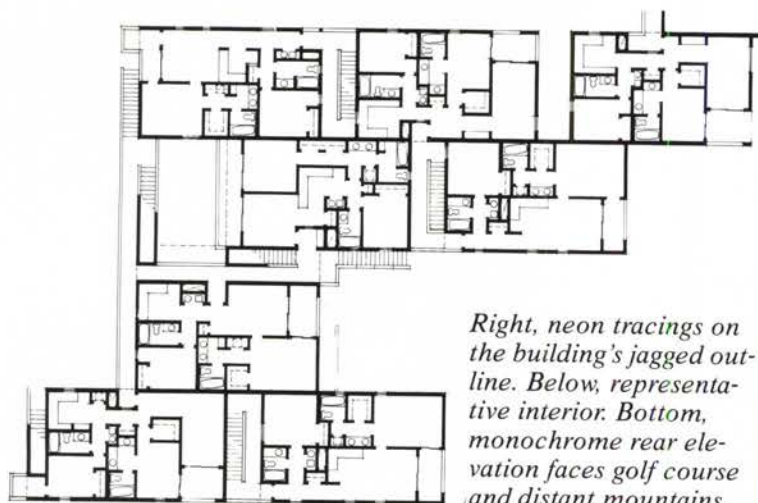 Right, neon tracings on
the building's jagged out-
line. Below, representa-
tive interior. Bottom,
monochrome rear ele-
vation faces golf course
and distant mountains.